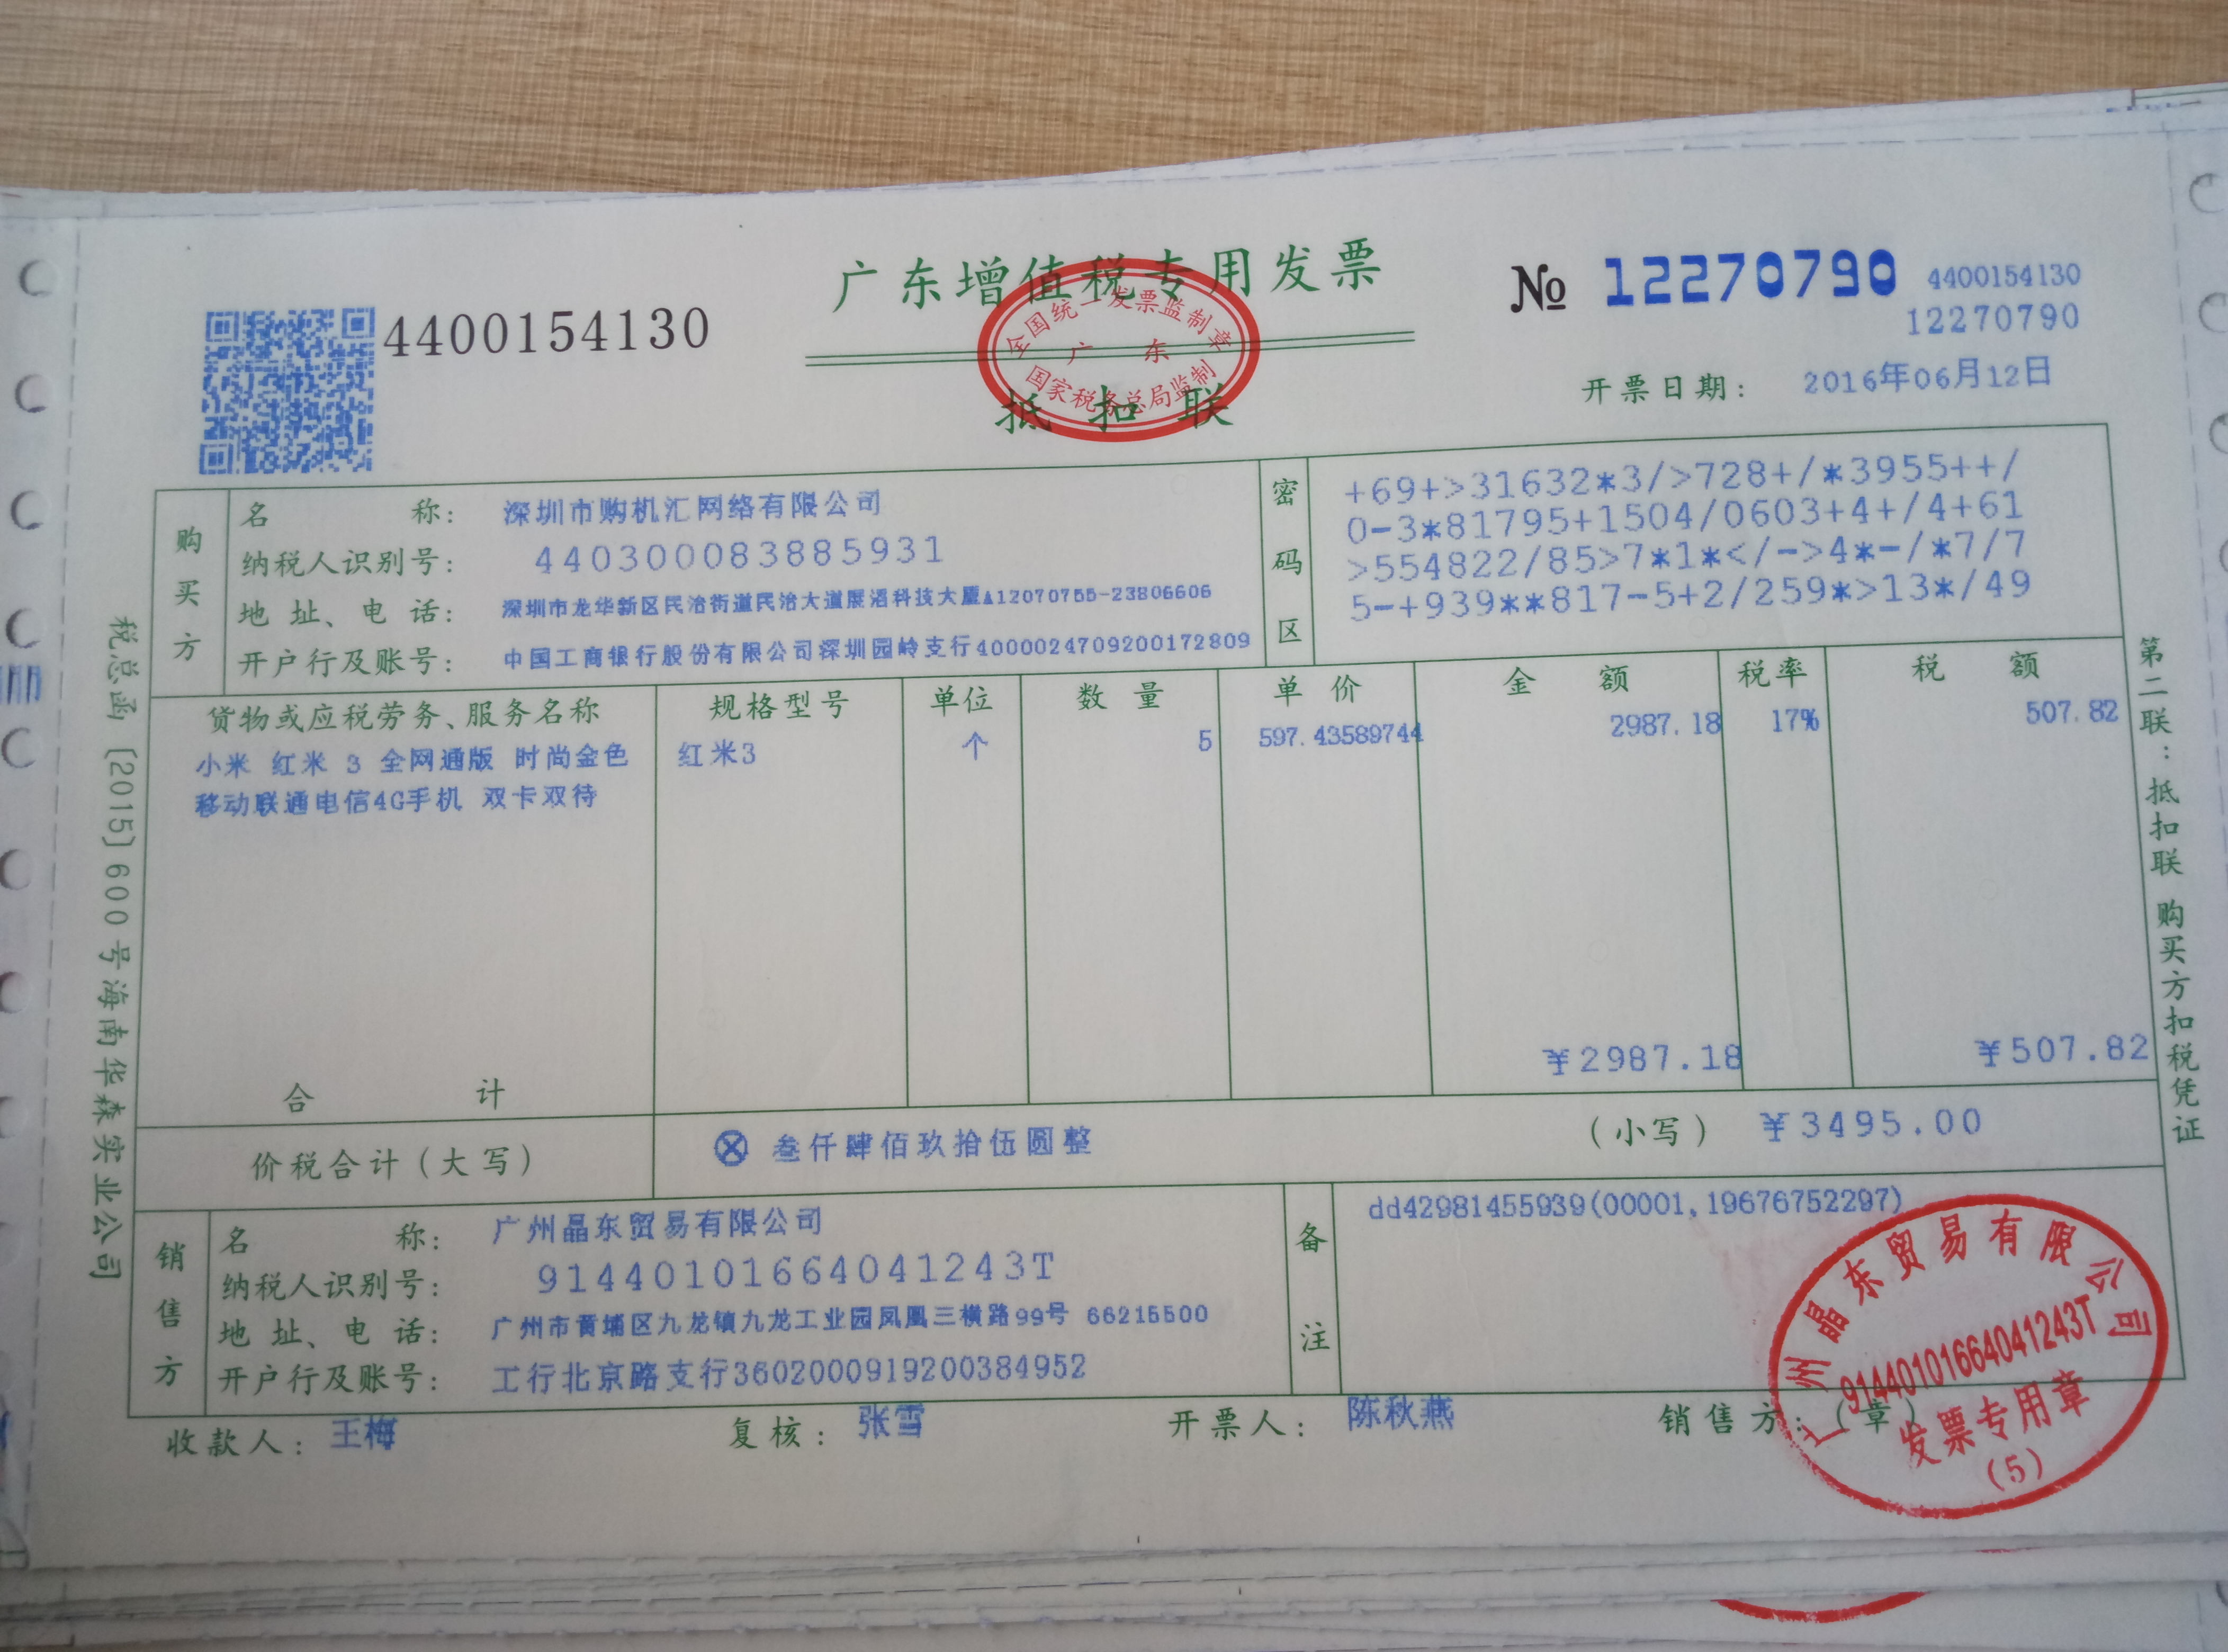 广东增值税专用发票
№ 12270790
4400154130
12270790
4400154130
全国统一发票监制章
广东
国家税务总局监制
抵扣联
开票日期: 2016年06月12日
购买方
名称: 深圳市购机汇网络有限公司
纳税人识别号: 440300083885931
地址、电话: 深圳市龙华新区民治街道民治大道展滔科技大厦A12070755-23806606
开户行及账号: 中国工商银行股份有限公司深圳园岭支行4000024709200172809
密码区
+69+>31632*3/>728+/*3955++/
0-3*81795+1504/0603+4+/4+61
>554822/85>7*1*</->4*-/*7/7
5-+939**817-5+2/259*>13*/49
货物或应税劳务、服务名称 规格型号 单位 数量 单价 金额 税率 税额
小米 红米 3 全网通版 时尚金色 红米3 个 5 597.43589744 2987.18 17% 507.82
移动联通电信4G手机 双卡双待
合计 ¥2987.18 ¥507.82
价税合计(大写) ⊗ 叁仟肆佰玖拾伍圆整 (小写) ¥3495.00
销售方
名称: 广州晶东贸易有限公司
纳税人识别号: 91440101664041243T
地址、电话: 广州市黄埔区九龙镇九龙工业园凤凰三横路99号 66215500
开户行及账号: 工行北京路支行3602000919200384952
备注
dd42981455939(00001,19676752297)
收款人: 王梅 复核: 张雪 开票人: 陈秋燕 销售方:(章)
广州晶东贸易有限公司
91440101664041243T
发票专用章
(5)
税总函〔2015〕600号海南华森实业公司
第二联:抵扣联 购买方扣税凭证